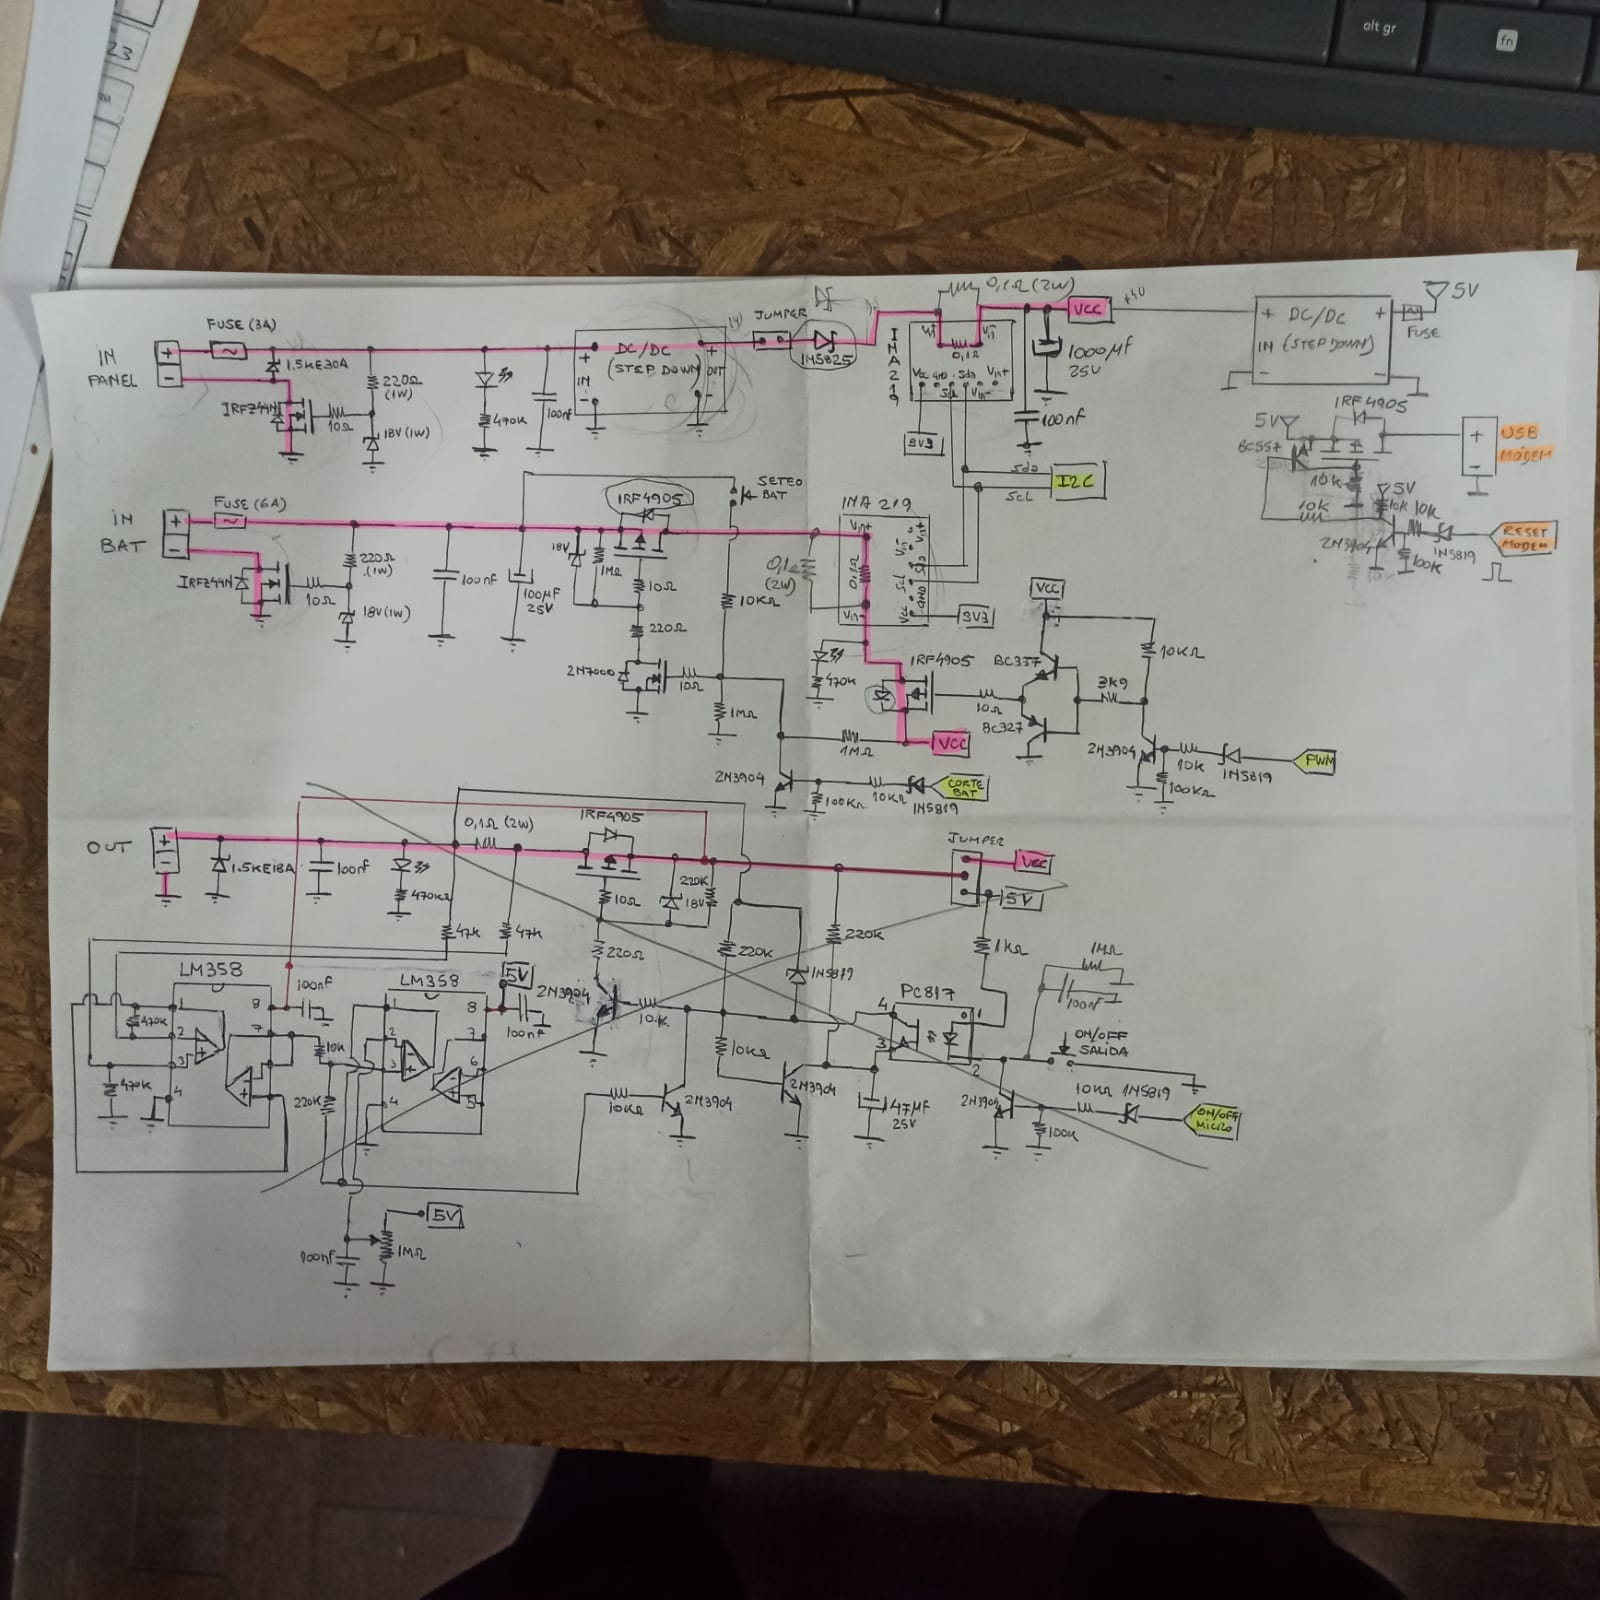 alt gr
fn
FUSE (3A)
IN
PANEL
+
-
1.5KE30A
220Ω
(1W)
IRFZ44N
10Ω
18V(1W)
470K
100nF
DC/DC
(STEP DOWN)
+
IN
-
+
OUT
-
JUMPER
1N5825
INA219
0,1Ω (2W)
0,1Ω
Vcc GND Sda Vin+
Scl Vin-
3V3
VCC
1000µF
25V
100nF
Sda
Scl
I2C
+ DC/DC +
IN (STEP DOWN)
- -
5V
FUSE
IRF4905
5V
BC557
+
-
USB
MODEM
10K
5V
10K
10K
10K
2N3904
100K
1N5819
RESET
MODEM
IN
BAT
FUSE (6A)
+
-
220Ω
(1W)
IRFZ44N
10Ω
18V(1W)
100nF
100µF
25V
IRF4905
18V
1MΩ
10Ω
220Ω
2N7000
10Ω
SETEO
BAT
10KΩ
1MΩ
INA 219
Vin+
0,1Ω
(2W)
0,1Ω
Vin-
3V3
470K
IRF4905
10Ω
VCC
1MΩ
VCC
BC337
BC327
3K9
10KΩ
2N3904
10K
1N5819
100KΩ
PWM
2N3904
100KΩ
10KΩ
1N5819
CORTE
BAT
OUT
+
-
1.5KE18A
100nF
470KΩ
0,1Ω (2W)
IRF4905
10Ω
220K
18V
47K
47K
220Ω
2N3904
10K
220K
1N5819
220K
JUMPER
VCC
5V
1KΩ
1MΩ
100nF
PC817
4
3
1
2
ON/OFF
SALIDA
LM358
1
2
3
4
8
7
470K
470K
100nF
10K
220K
LM358
1
2
3
4
8
7
6
5
5V
100nF
10KΩ
2N3904
10KΩ
2N3904
47µF
25V
2N3904
10KΩ 1N5819
100K
ON/OFF
MICRO
5V
100nF
1MΩ